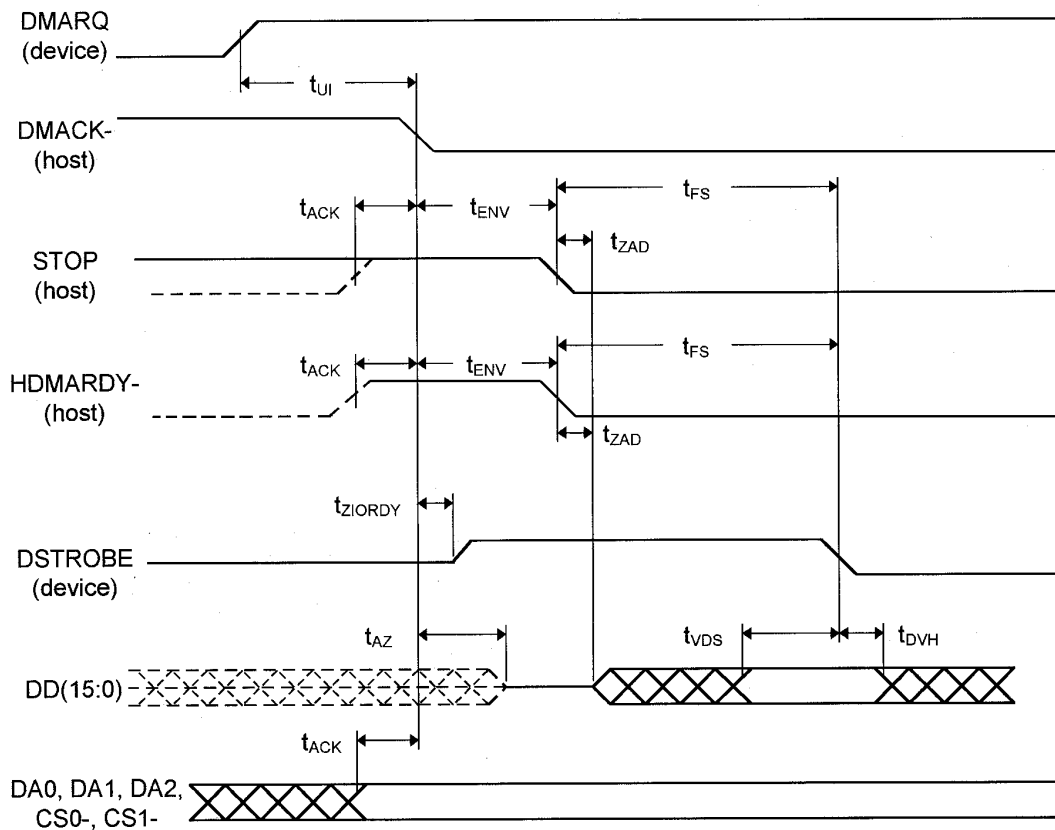 DMARQ
(device)
tUI
DMACK-
(host)
tACK
tENV
tFS
tZAD
STOP
(host)
tACK
tENV
tFS
HDMARDY-
(host)
tZAD
tZIORDY
DSTROBE
(device)
tAZ
tVDS
tDVH
DD(15:0)
tACK
DA0, DA1, DA2,
CS0-, CS1-